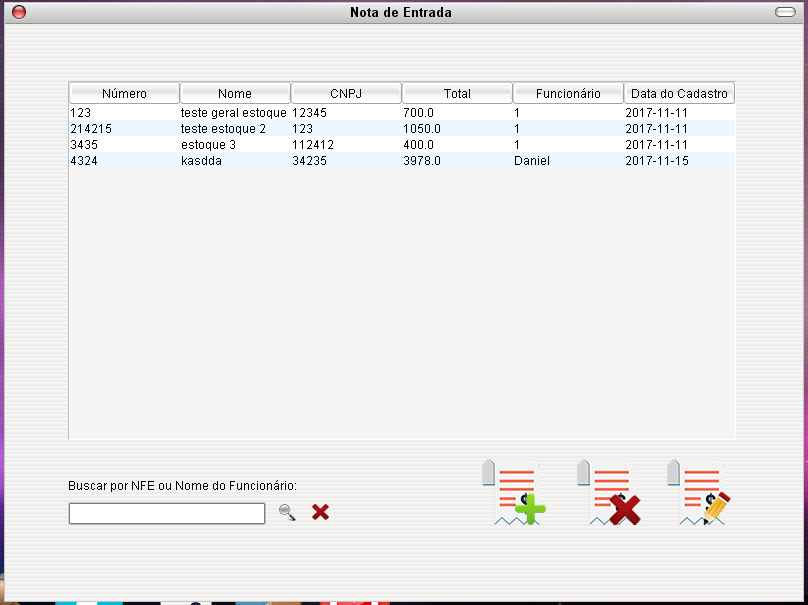 Nota de Entrada
Número Nome CNPJ Total Funcionário Data do Cadastro
123 teste geral estoque 12345 700.0 1 2017-11-11
214215 teste estoque 2 123 1050.0 1 2017-11-11
3435 estoque 3 112412 400.0 1 2017-11-11
4324 kasdda 34235 3978.0 Daniel 2017-11-15
Buscar por NFE ou Nome do Funcionário:
$ $ $